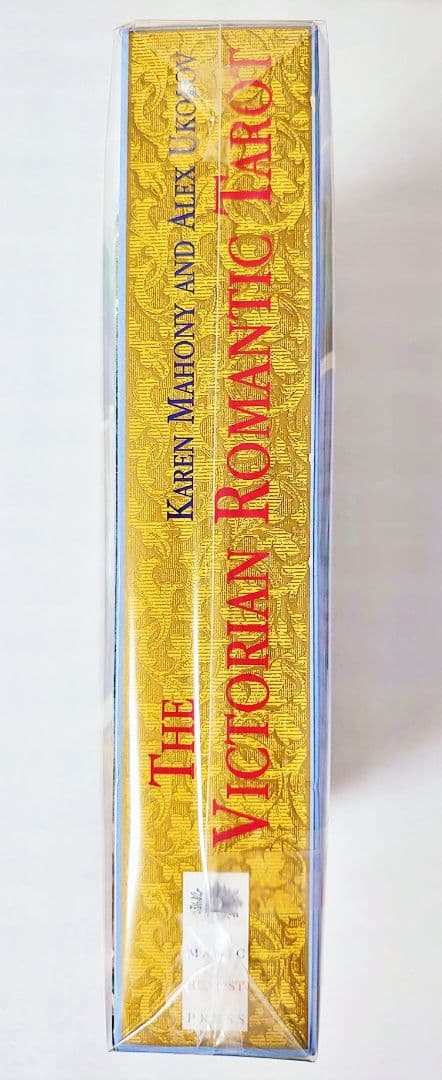 THE
VICTORIAN ROMANTIC TAROT
KAREN MAHONY AND ALEX UKOLOV
MAGIC
REALIST
PRESS